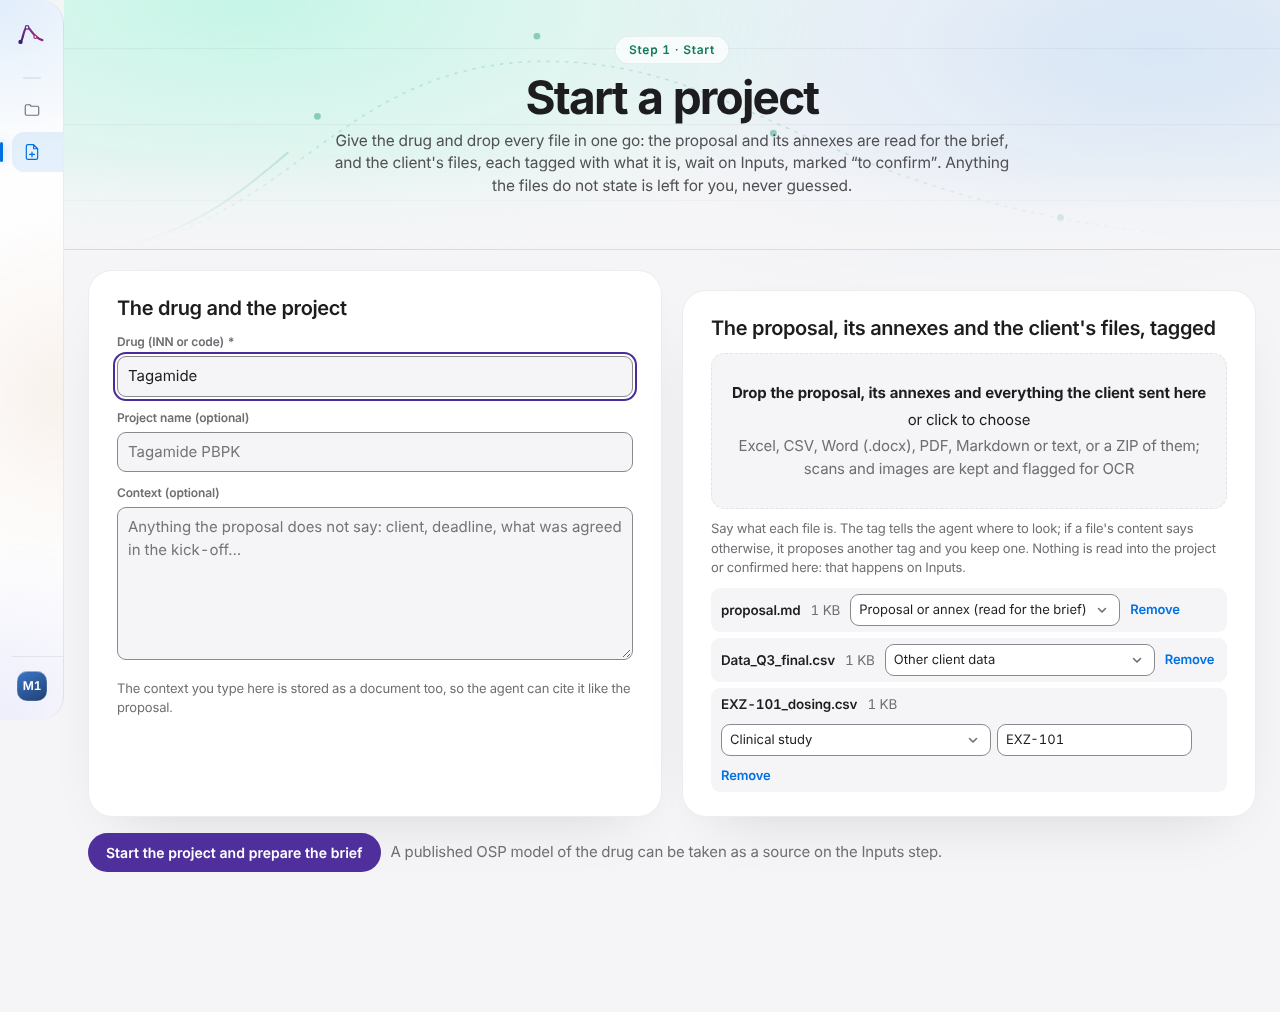 Step 1 · Start
Start a project
Give the drug and drop every file in one go: the proposal and its annexes are read for the brief,
and the client's files, each tagged with what it is, wait on Inputs, marked “to confirm”. Anything
the files do not state is left for you, never guessed.
The drug and the project
Drug (INN or code) *
Tagamide
Project name (optional)
Tagamide PBPK
Context (optional)
Anything the proposal does not say: client, deadline, what was agreed
in the kick-off...
The context you type here is stored as a document too, so the agent can cite it like the
proposal.
The proposal, its annexes and the client's files, tagged
Drop the proposal, its annexes and everything the client sent here
or click to choose
Excel, CSV, Word (.docx), PDF, Markdown or text, or a ZIP of them;
scans and images are kept and flagged for OCR
Say what each file is. The tag tells the agent where to look; if a file's content says
otherwise, it proposes another tag and you keep one. Nothing is read into the project
or confirmed here: that happens on Inputs.
proposal.md 1 KB Proposal or annex (read for the brief) Remove
Data_Q3_final.csv 1 KB Other client data Remove
EXZ-101_dosing.csv 1 KB
Clinical study EXZ-101
Remove
M1
Start the project and prepare the brief A published OSP model of the drug can be taken as a source on the Inputs step.